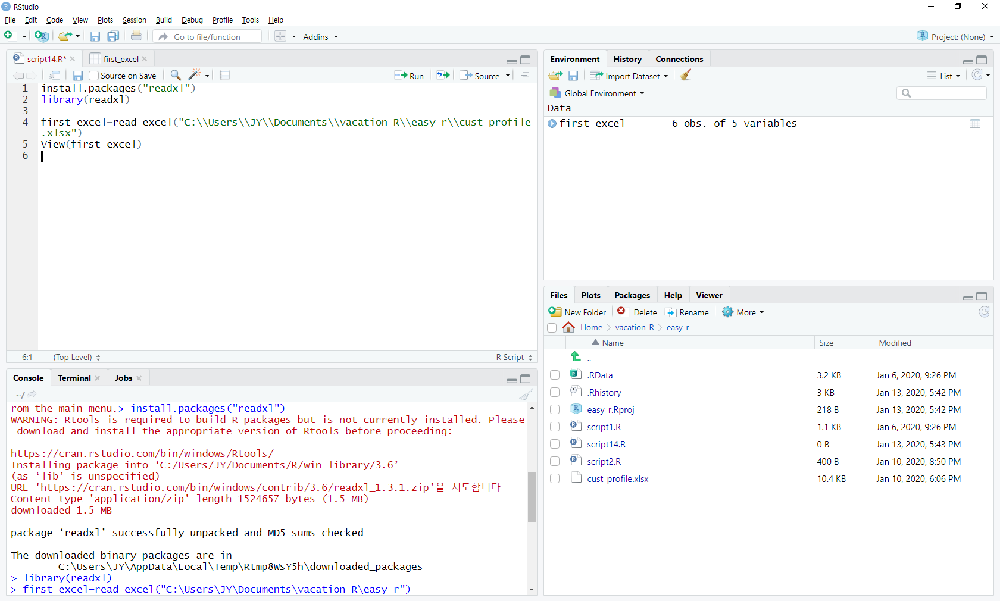 RStudio
File Edit Code View Plots Session Build Debug Profile Tools Help
Go to file/function Addins Project: (None)
script14.R* first_excel
Source on Save Run Source
1 install.packages("readxl")
2 library(readxl)
3
4 first_excel=read_excel("C:\\Users\\JY\\Documents\\vacation_R\\easy_r\\cust_profile
.xlsx")
5 View(first_excel)
6
6:1 (Top Level) R Script
Console Terminal Jobs
~/
rom the main menu.> install.packages("readxl")
WARNING: Rtools is required to build R packages but is not currently installed. Please
download and install the appropriate version of Rtools before proceeding:
https://cran.rstudio.com/bin/windows/Rtools/
Installing package into ‘C:/Users/JY/Documents/R/win-library/3.6’
(as ‘lib’ is unspecified)
URL 'https://cran.rstudio.com/bin/windows/contrib/3.6/readxl_1.3.1.zip'을 시도합니다
Content type 'application/zip' length 1524657 bytes (1.5 MB)
downloaded 1.5 MB
package ‘readxl’ successfully unpacked and MD5 sums checked
The downloaded binary packages are in
C:\Users\JY\AppData\Local\Temp\Rtmp8WsY5h\downloaded_packages
> library(readxl)
> first_excel=read_excel("C:\Users\JY\Documents\vacation_R\easy_r")
Environment History Connections
Import Dataset List
Global Environment
Data
first_excel 6 obs. of 5 variables
Files Plots Packages Help Viewer
New Folder Delete Rename More
Home vacation_R easy_r ...
Name Size Modified
..
.RData 3.2 KB Jan 6, 2020, 9:26 PM
.Rhistory 3 KB Jan 13, 2020, 5:42 PM
easy_r.Rproj 218 B Jan 13, 2020, 5:42 PM
script1.R 1.1 KB Jan 6, 2020, 9:26 PM
script14.R 0 B Jan 13, 2020, 5:43 PM
script2.R 400 B Jan 10, 2020, 8:50 PM
cust_profile.xlsx 10.4 KB Jan 10, 2020, 6:06 PM